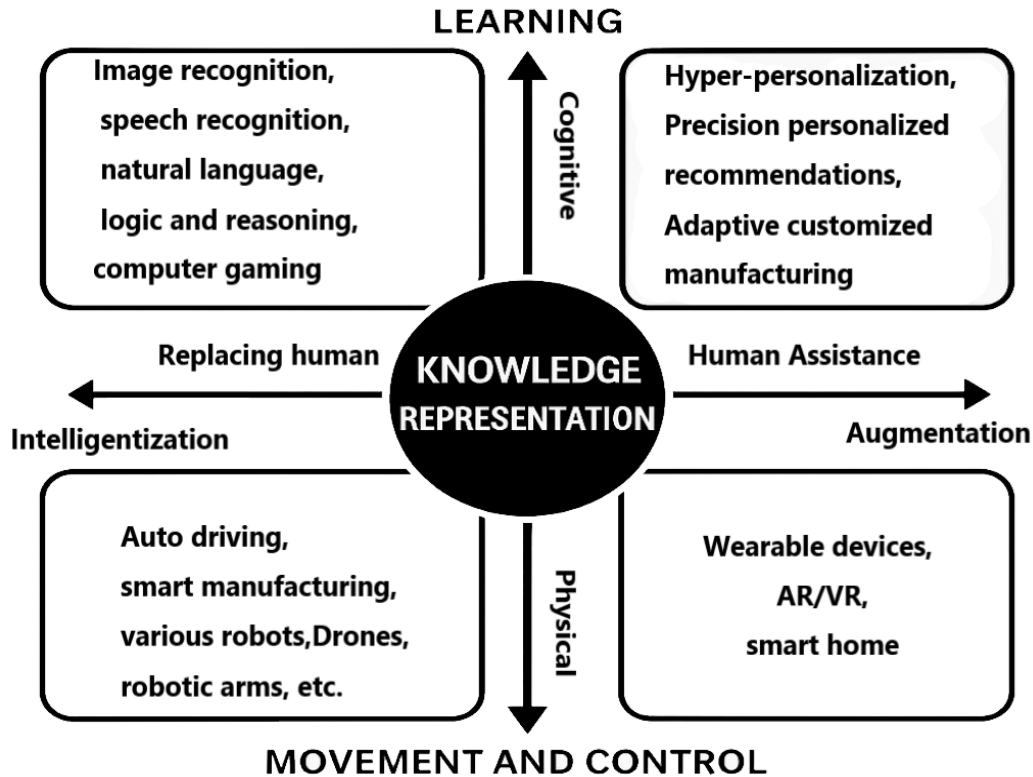 LEARNING
Image recognition,
speech recognition,
natural language,
logic and reasoning,
computer gaming
Cognitive
Hyper-personalization,
Precision personalized
recommendations,
Adaptive customized
manufacturing
Replacing human
KNOWLEDGE
REPRESENTATION
Human Assistance
Intelligentization
Augmentation
Auto driving,
smart manufacturing,
various robots,Drones,
robotic arms, etc.
Physical
Wearable devices,
AR/VR,
smart home
MOVEMENT AND CONTROL